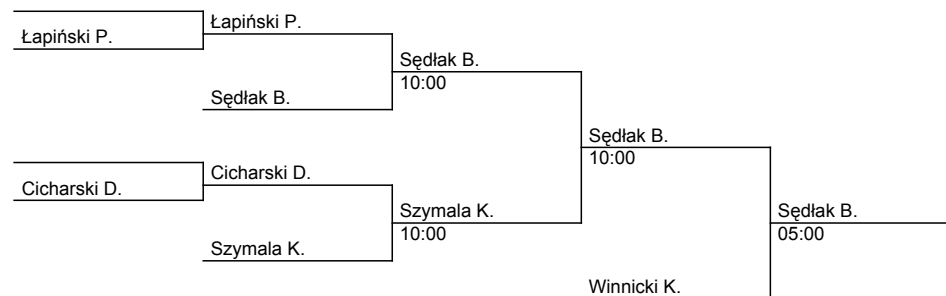 Łapiński P.
Łapiński P.
Sędłak B.
10:00
Sędłak B.
Sędłak B.
10:00
Cicharski D.
Cicharski D.
Szymala K.
10:00
Sędłak B.
05:00
Szymala K.
Winnicki K.